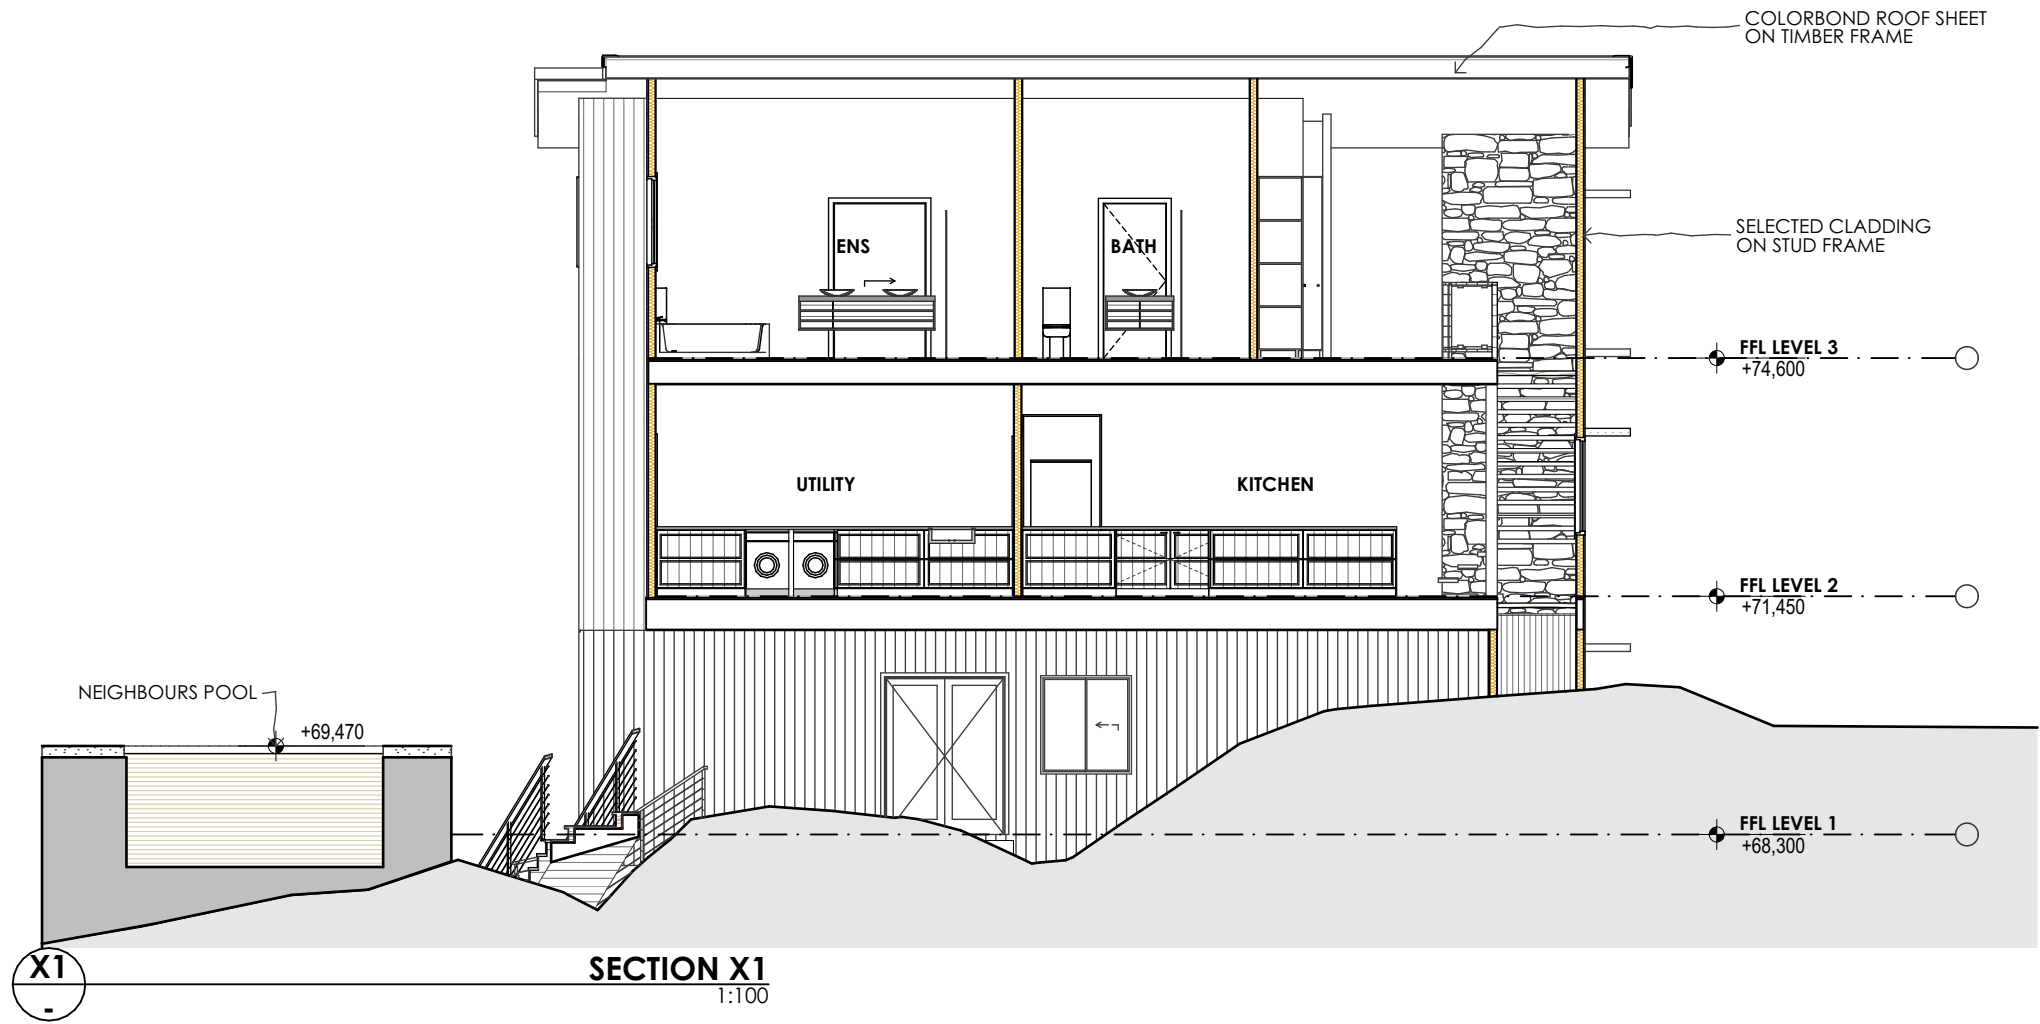 COLORBOND ROOF SHEET
ON TIMBER FRAME
ENS
BATH
SELECTED CLADDING
ON STUD FRAME
FFL LEVEL 3
+74,600
UTILITY
KITCHEN
FFL LEVEL 2
+71,450
NEIGHBOURS POOL
+69,470
FFL LEVEL 1
+68,300
X1
-
SECTION X1
1:100